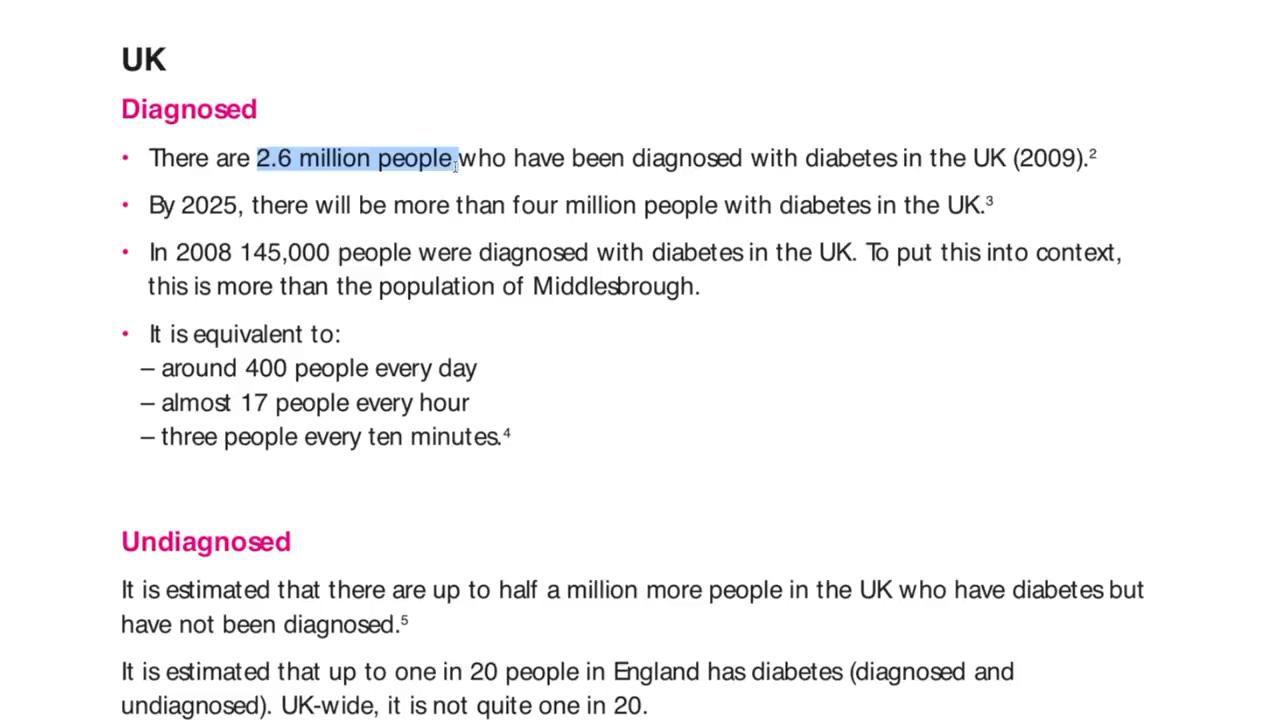 UK
Diagnosed
• There are 2.6 million people who have been diagnosed with diabetes in the UK (2009).²
• By 2025, there will be more than four million people with diabetes in the UK.³
• In 2008 145,000 people were diagnosed with diabetes in the UK. To put this into context,
this is more than the population of Middlesbrough.
• It is equivalent to:
– around 400 people every day
– almost 17 people every hour
– three people every ten minutes.⁴
Undiagnosed
It is estimated that there are up to half a million more people in the UK who have diabetes but
have not been diagnosed.⁵
It is estimated that up to one in 20 people in England has diabetes (diagnosed and
undiagnosed). UK-wide, it is not quite one in 20.